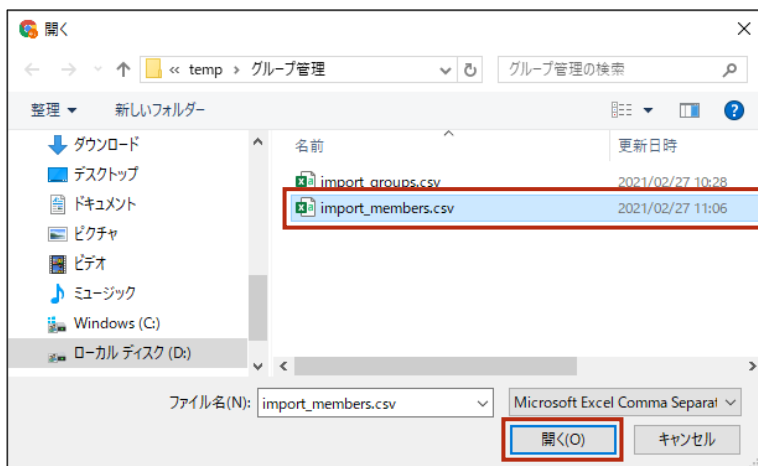 開く
« temp › グループ管理
グループ管理の検索
整理 新しいフォルダー
ダウンロード
デスクトップ
ドキュメント
ピクチャ
ビデオ
ミュージック
Windows (C:)
ローカル ディスク (D:)
名前 更新日時
import_groups.csv 2021/02/27 10:28
import_members.csv 2021/02/27 11:06
ファイル名(N): import_members.csv Microsoft Excel Comma Separat
開く(O) キャンセル